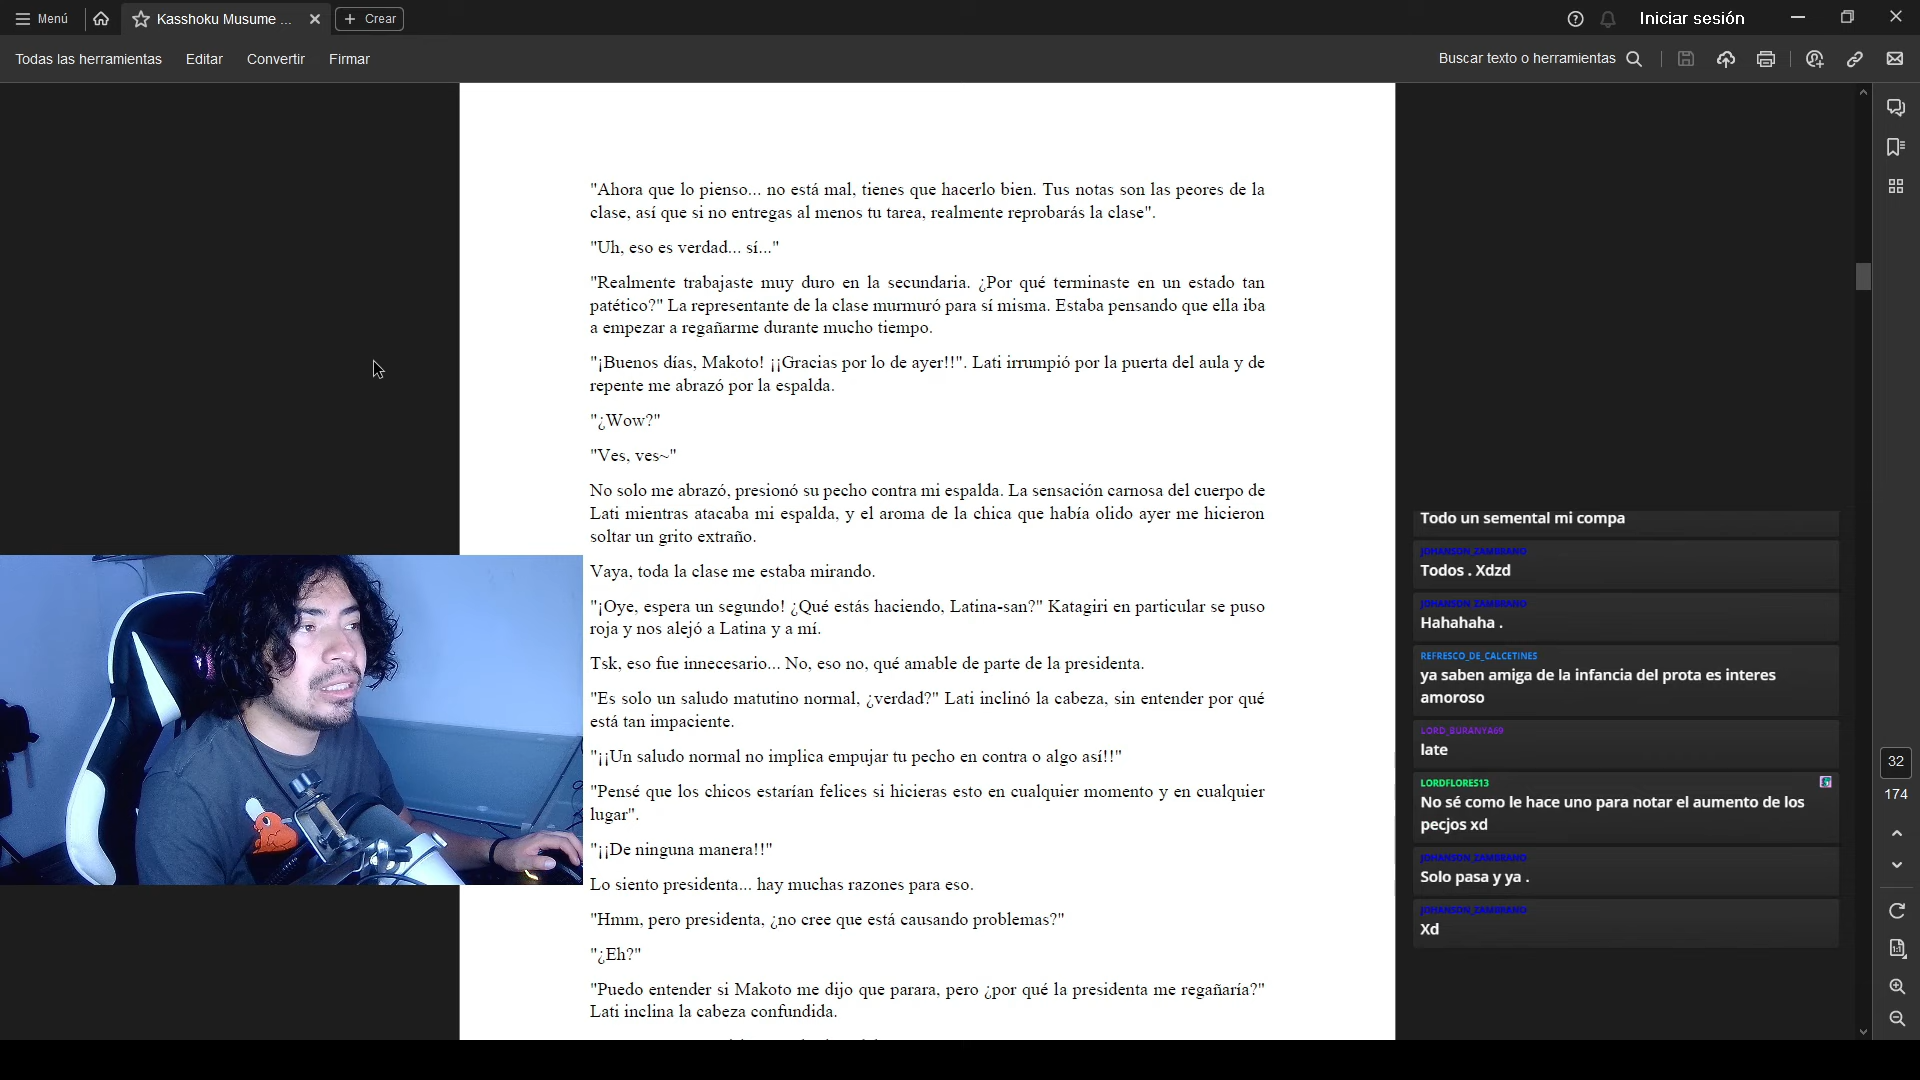 Menú
Kasshoku Musume ...
Crear
Iniciar sesión
Todas las herramientas
Editar
Convertir
Firmar
Buscar texto o herramientas
"Ahora que lo pienso... no está mal, tienes que hacerlo bien. Tus notas son las peores de la
clase, así que si no entregas al menos tu tarea, realmente reprobarás la clase".
"Uh, eso es verdad... sí..."
"Realmente trabajaste muy duro en la secundaria. ¿Por qué terminaste en un estado tan
patético?" La representante de la clase murmuró para sí misma. Estaba pensando que ella iba
a empezar a regañarme durante mucho tiempo.
"¡Buenos días, Makoto! ¡¡Gracias por lo de ayer!!". Lati irrumpió por la puerta del aula y de
repente me abrazó por la espalda.
"¿Wow?"
"Ves, ves~"
No solo me abrazó, presionó su pecho contra mi espalda. La sensación carnosa del cuerpo de
Lati mientras atacaba mi espalda, y el aroma de la chica que había olido ayer me hicieron
soltar un grito extraño.
Vaya, toda la clase me estaba mirando.
"¡Oye, espera un segundo! ¿Qué estás haciendo, Latina-san?" Katagiri en particular se puso
roja y nos alejó a Latina y a mí.
Tsk, eso fue innecesario... No, eso no, qué amable de parte de la presidenta.
"Es solo un saludo matutino normal, ¿verdad?" Lati inclinó la cabeza, sin entender por qué
está tan impaciente.
"¡¡Un saludo normal no implica empujar tu pecho en contra o algo así!!"
"Pensé que los chicos estarían felices si hicieras esto en cualquier momento y en cualquier
lugar".
"¡¡De ninguna manera!!"
Lo siento presidenta... hay muchas razones para eso.
"Hmm, pero presidenta, ¿no cree que está causando problemas?"
"¿Eh?"
"Puedo entender si Makoto me dijo que parara, pero ¿por qué la presidenta me regañaría?"
Lati inclina la cabeza confundida.
Todo un semental mi compa
JOHANSON_ZAMBRANO
Todos . Xdzd
JOHANSON_ZAMBRANO
Hahahaha .
REFRESCO_DE_CALCETINES
ya saben amiga de la infancia del prota es interes
amoroso
LORD_BURANYA69
late
LORDFLORES13
No sé como le hace uno para notar el aumento de los
pecjos xd
JOHANSON_ZAMBRANO
Solo pasa y ya .
JOHANSON_ZAMBRANO
Xd
32
174